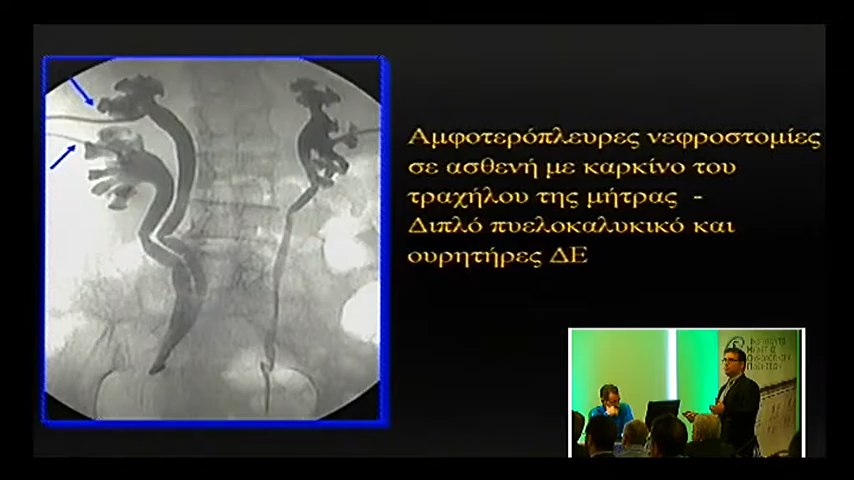 Αμφοτερόπλευρες νεφροστομίες
σε ασθενή με καρκίνο του
τραχήλου της μήτρας -
Διπλό πυελοκαλυκικό και
ουρητήρες ΔΕ